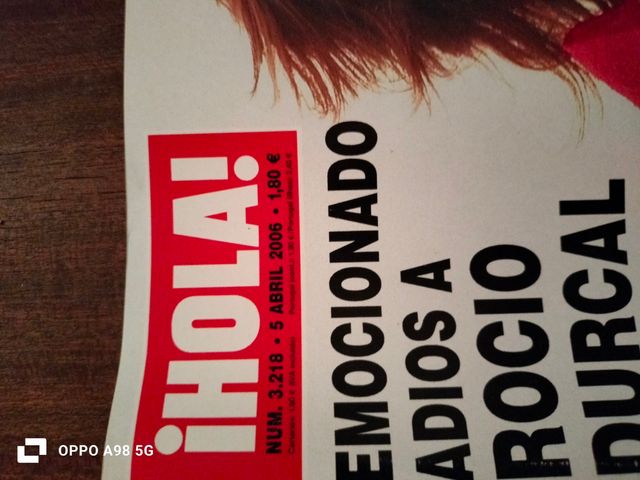 ¡HOLA!
NUM. 3.218 • 5 ABRIL 2006 • 1,80 €
EMOCIONADO
ADIOS A
ROCIO
DURCAL
OPPO A98 5G